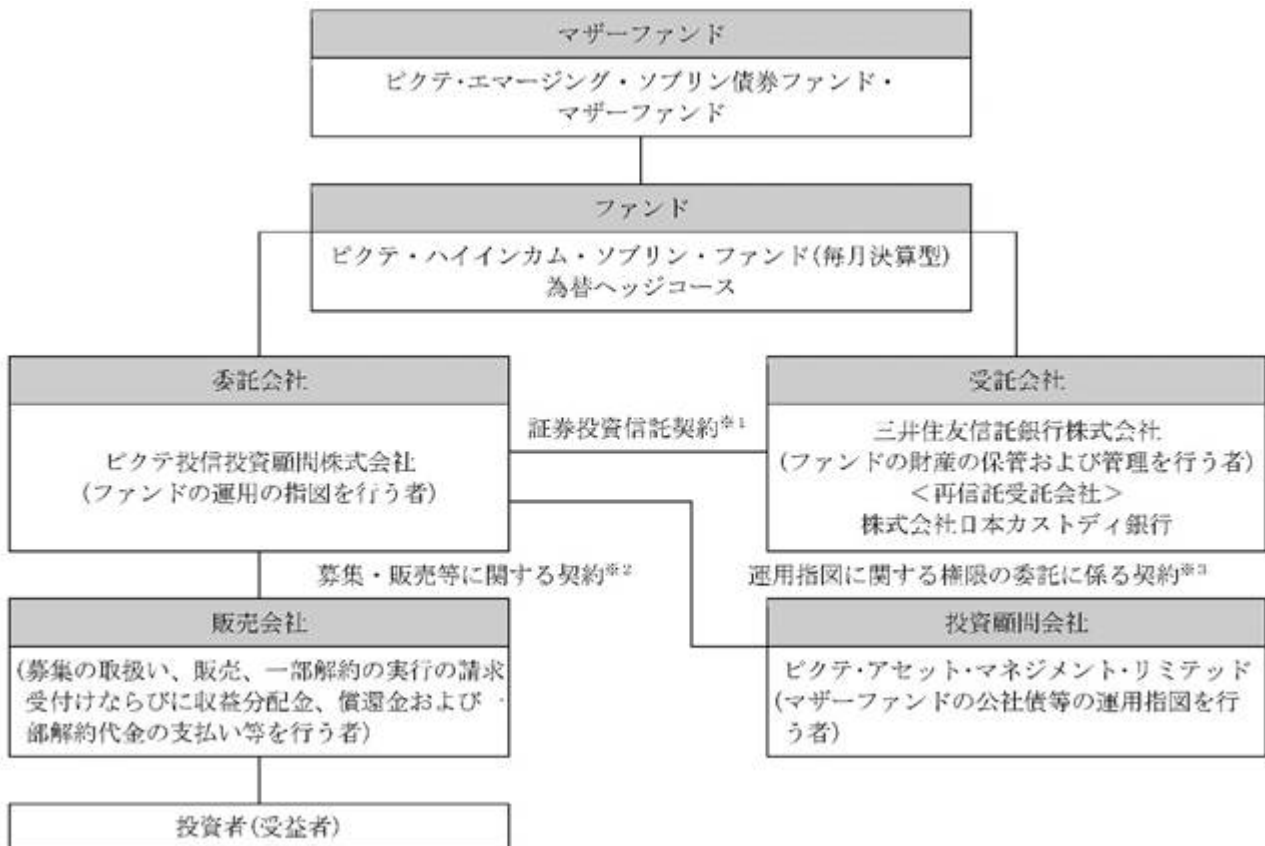 マザーファンド
ピクテ・エマージング・ソブリン債券ファンド・
マザーファンド
ファンド
ピクテ・ハイインカム・ソブリン・ファンド(毎月決算型)
為替ヘッジコース
委託会社
ピクテ投信投資顧問株式会社
(ファンドの運用の指図を行う者)
証券投資信託契約※1
受託会社
三井住友信託銀行株式会社
(ファンドの財産の保管および管理を行う者)
<再信託受託会社>
株式会社日本カストディ銀行
募集・販売等に関する契約※2
運用指図に関する権限の委託に係る契約※3
販売会社
(募集の取扱い、販売、一部解約の実行の請求
受付けならびに収益分配金、償還金および一
部解約代金の支払い等を行う者)
投資顧問会社
ピクテ・アセット・マネジメント・リミテッド
(マザーファンドの公社債等の運用指図を行
う者)
投資者(受益者)